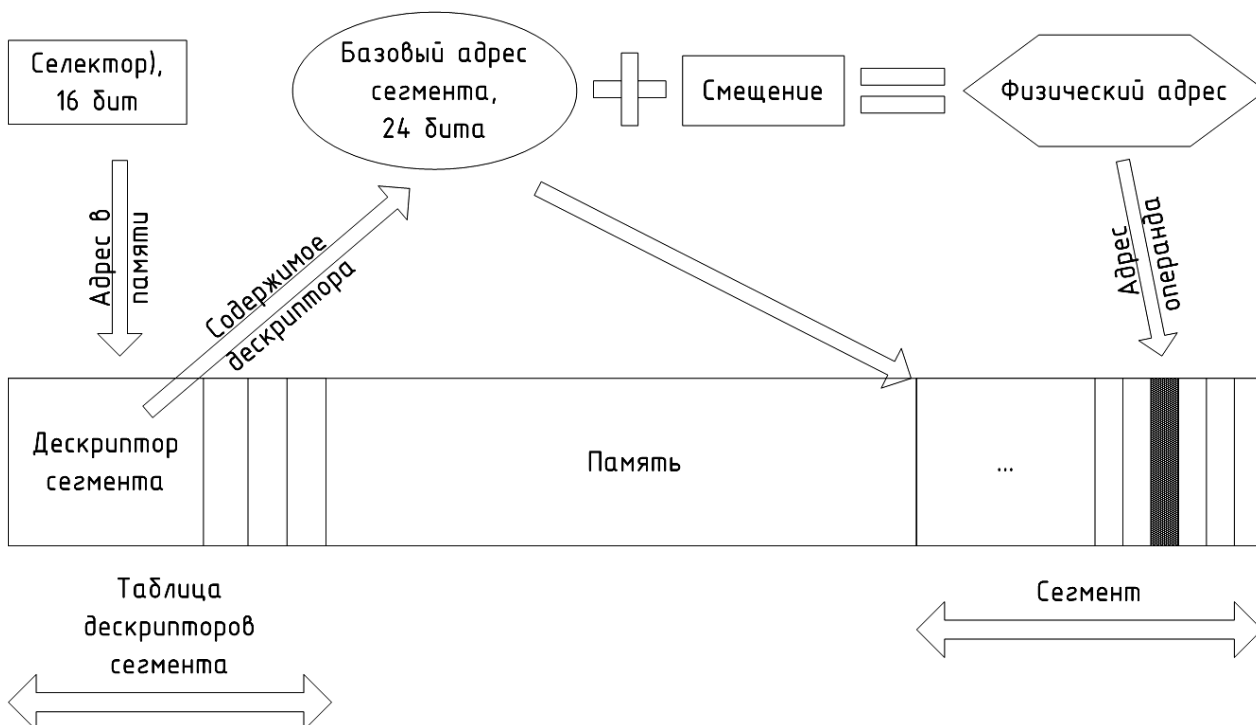 Селектор),
16 бит
Базовый адрес
сегмента,
24 бита
Смещение
Физический адрес
Адрес в
памяти
Содержимое
дескриптора
Адрес
операнда
Дескриптор
сегмента
Память
...
Таблица
дескрипторов
сегмента
Сегмент